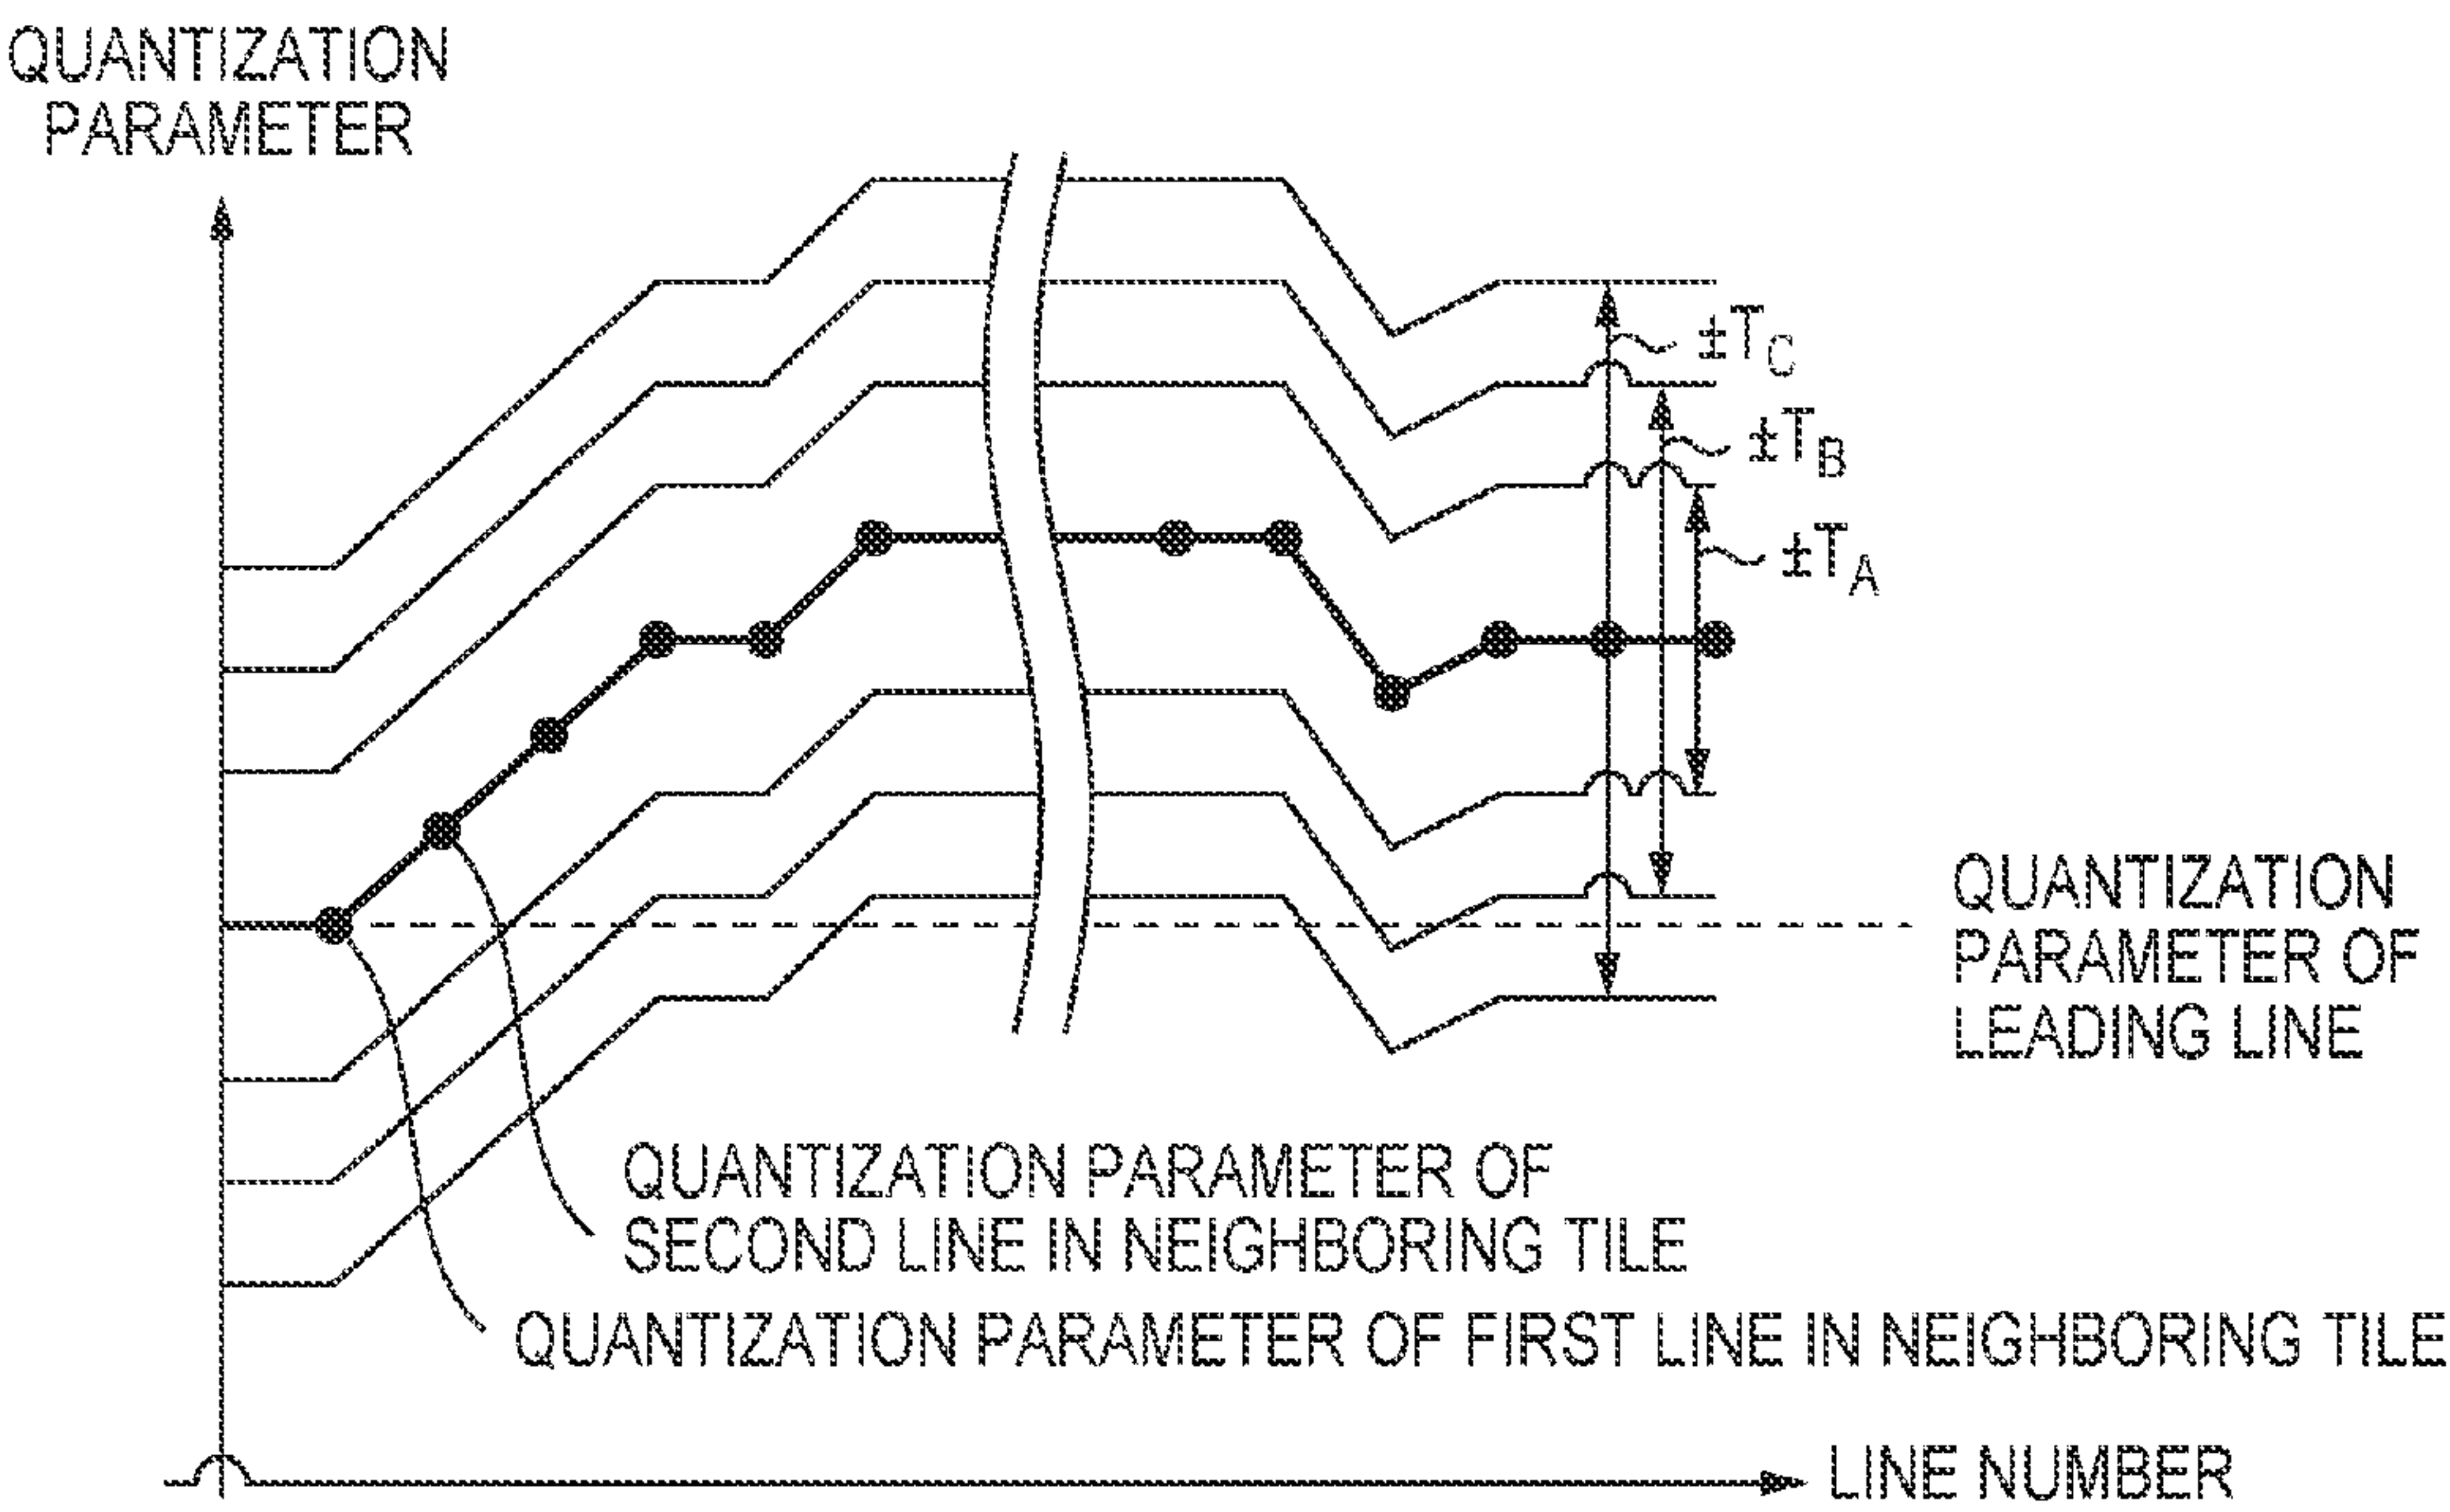 QUANTIZATION
PARAMETER
±TC
±TB
±TA
QUANTIZATION
PARAMETER OF
LEADING LINE
QUANTIZATION PARAMETER OF
SECOND LINE IN NEIGHBORING TILE
QUANTIZATION PARAMETER OF FIRST LINE IN NEIGHBORING TILE
LINE NUMBER